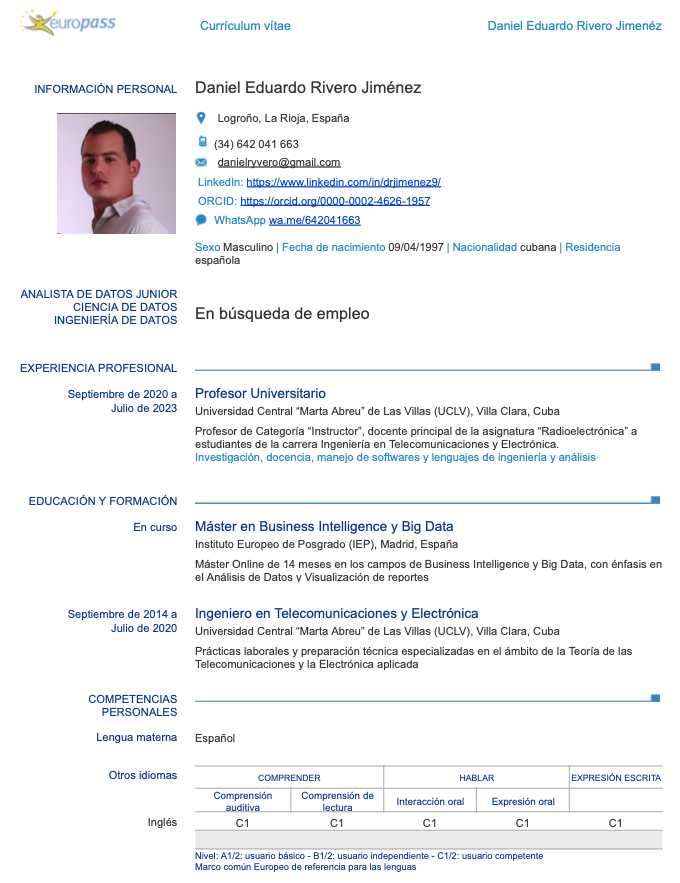 europass
Currículum vítae
Daniel Eduardo Rivero Jimenéz
INFORMACIÓN PERSONAL
Daniel Eduardo Rivero Jiménez
Logroño, La Rioja, España
(34) 642 041 663
danielryvero@gmail.com
LinkedIn: https://www.linkedin.com/in/drjimenez9/
ORCID: https://orcid.org/0000-0002-4626-1957
WhatsApp wa.me/642041663
Sexo Masculino | Fecha de nacimiento 09/04/1997 | Nacionalidad cubana | Residencia
española
ANALISTA DE DATOS JUNIOR
CIENCIA DE DATOS
INGENIERÍA DE DATOS
En búsqueda de empleo
EXPERIENCIA PROFESIONAL
Septiembre de 2020 a
Julio de 2023
Profesor Universitario
Universidad Central “Marta Abreu” de Las Villas (UCLV), Villa Clara, Cuba
Profesor de Categoría “Instructor”, docente principal de la asignatura “Radioelectrónica” a
estudiantes de la carrera Ingeniería en Telecomunicaciones y Electrónica.
Investigación, docencia, manejo de softwares y lenguajes de ingeniería y análisis
EDUCACIÓN Y FORMACIÓN
En curso
Máster en Business Intelligence y Big Data
Instituto Europeo de Posgrado (IEP), Madrid, España
Máster Online de 14 meses en los campos de Business Intelligence y Big Data, con énfasis en
el Análisis de Datos y Visualización de reportes
Septiembre de 2014 a
Julio de 2020
Ingeniero en Telecomunicaciones y Electrónica
Universidad Central “Marta Abreu” de Las Villas (UCLV), Villa Clara, Cuba
Prácticas laborales y preparación técnica especializadas en el ámbito de la Teoría de las
Telecomunicaciones y la Electrónica aplicada
COMPETENCIAS
PERSONALES
Lengua materna
Español
Otros idiomas
COMPRENDER
HABLAR
EXPRESIÓN ESCRITA
Comprensión
auditiva
Comprensión de
lectura
Interacción oral
Expresión oral
Inglés
C1
C1
C1
C1
C1
Nivel: A1/2: usuario básico - B1/2: usuario independiente - C1/2: usuario competente
Marco común Europeo de referencia para las lenguas